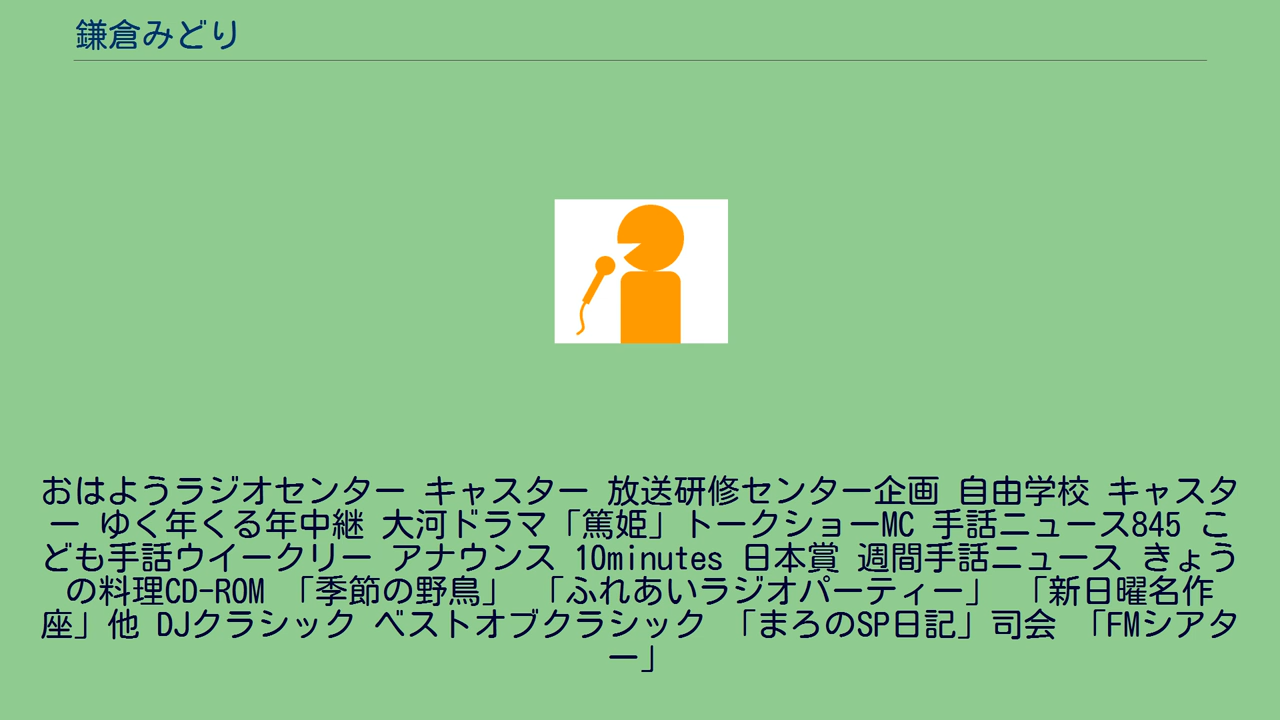 鎌倉みどり
おはようラジオセンター キャスター 放送研修センター企画 自由学校 キャスタ
ー ゆく年くる年中継 大河ドラマ「篤姫」トークショーMC 手話ニュース845 こ
ども手話ウイークリー アナウンス 10minutes 日本賞 週間手話ニュース きょう
の料理CD-ROM 「季節の野鳥」 「ふれあいラジオパーティー」 「新日曜名作
座」他 DJクラシック ベストオブクラシック 「まろのSP日記」司会 「FMシアタ
ー」